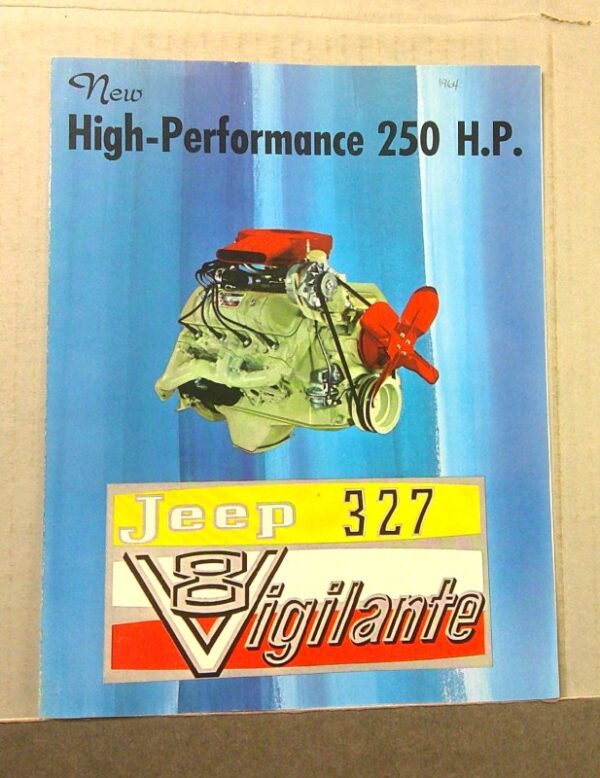 New
1964
High-Performance 250 H.P.
Jeep 327
V8
Vigilante